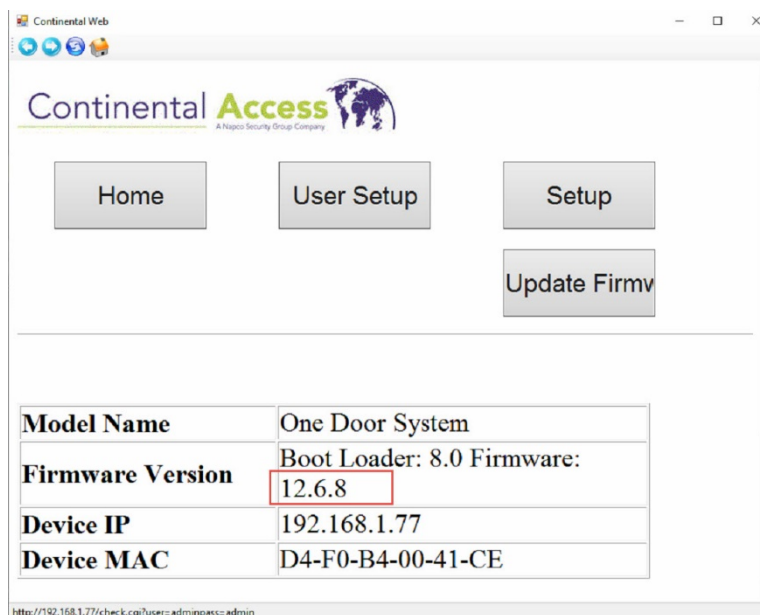 Continental Web
Continental Access
A Napco Security Group Company
Home
User Setup
Setup
Update Firmw
Model Name
One Door System
Firmware Version
Boot Loader: 8.0 Firmware:
12.6.8
Device IP
192.168.1.77
Device MAC
D4-F0-B4-00-41-CE
http://192.168.1.77/check.cgi?user=adminpass=admin